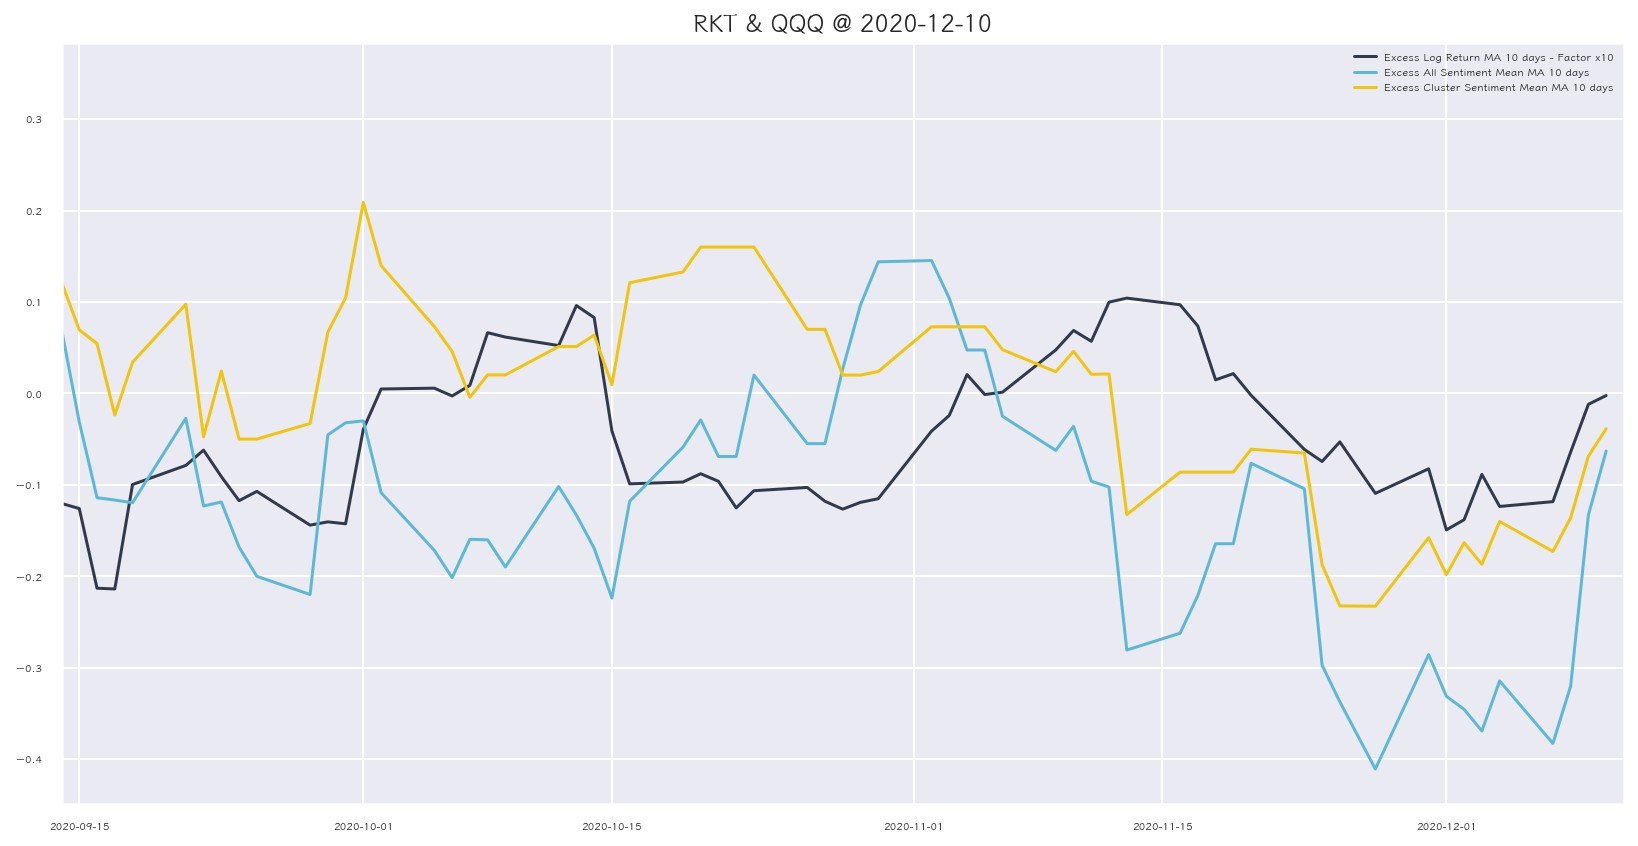 RKT & QQQ @ 2020-12-10
Excess Log Return MA 10 days - Factor x10
Excess All Sentiment Mean MA 10 days
Excess Cluster Sentiment Mean MA 10 days
0.3
0.2
0.1
0.0
−0.1
−0.2
−0.3
−0.4
2020-09-15 2020-10-01 2020-10-15 2020-11-01 2020-11-15 2020-12-01